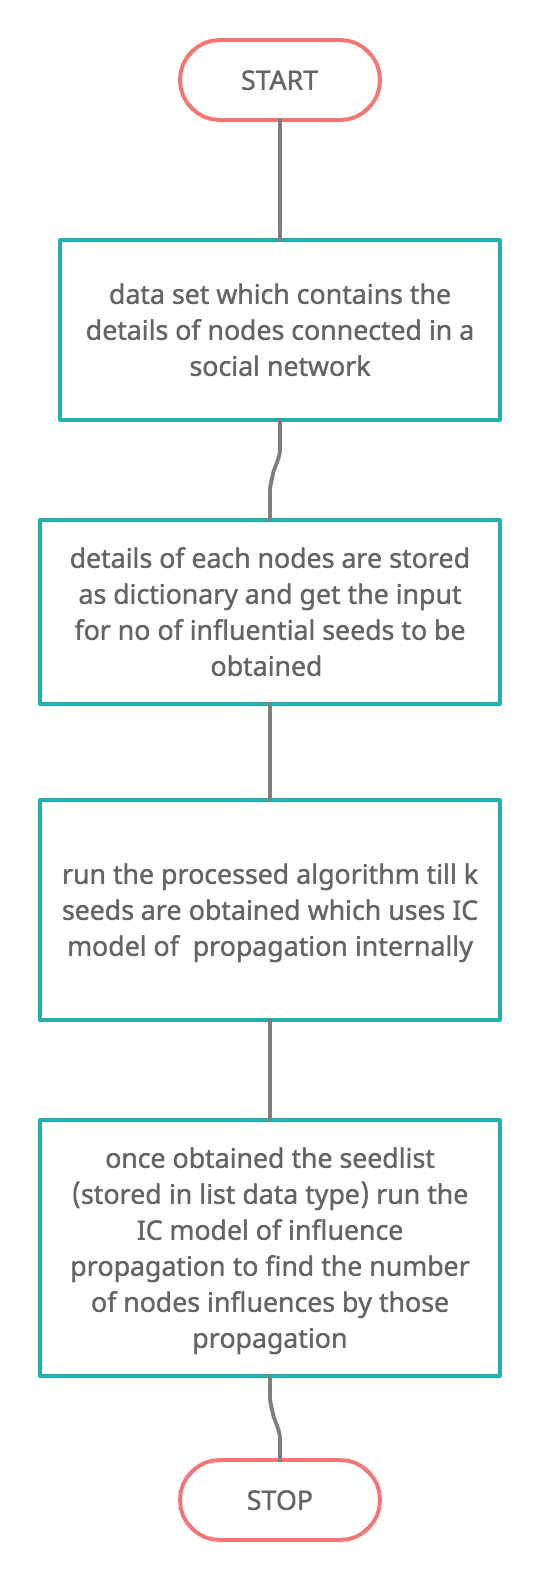 START
data set which contains the
details of nodes connected in a
social network
details of each nodes are stored
as dictionary and get the input
for no of influential seeds to be
obtained
run the processed algorithm till k
seeds are obtained which uses IC
model of  propagation internally
once obtained the seedlist
(stored in list data type) run the
IC model of influence
propagation to find the number
of nodes influences by those
propagation
STOP